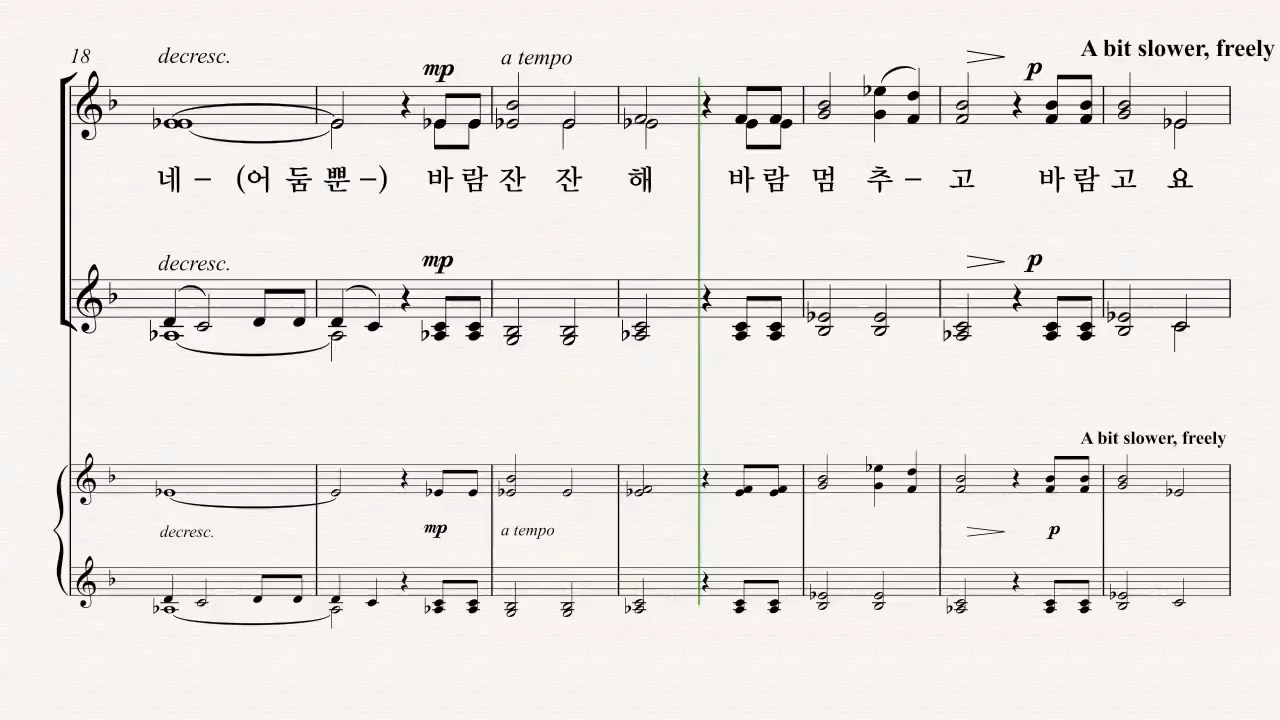 A bit slower, freely
18 decresc. mp a tempo p
네 – (어 둠 뿐 –) 바 람 잔 잔 해 바 람 멈 추 – 고 바 람 고 요
decresc. mp p
A bit slower, freely
decresc. mp a tempo p